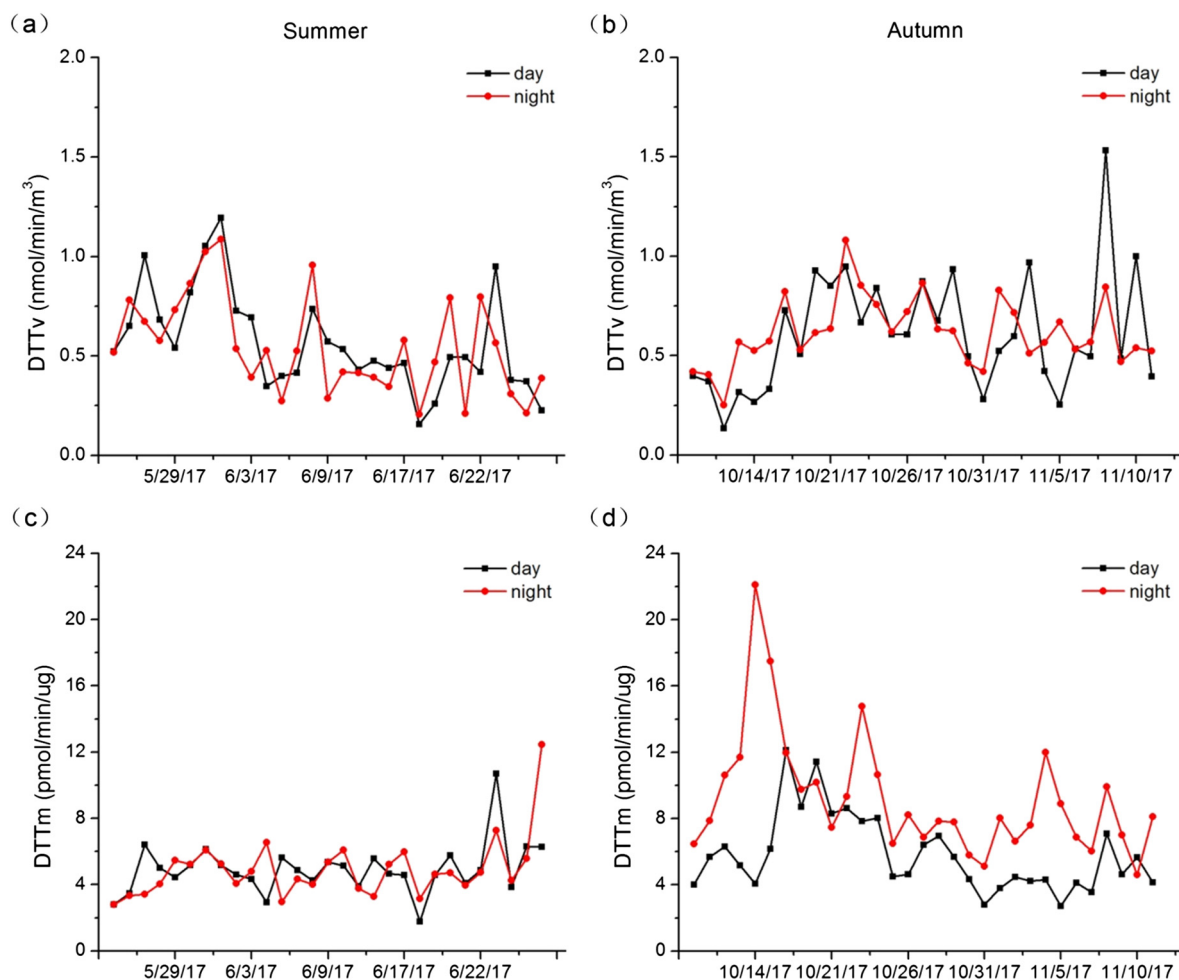 （a）
Summer
2.0
1.5
1.0
0.5
0.0
DTTv (nmol/min/m³)
day
night
5/29/17 6/3/17 6/9/17 6/17/17 6/22/17
（b）
Autumn
2.0
1.5
1.0
0.5
0.0
DTTv (nmol/min/m³)
day
night
10/14/17 10/21/17 10/26/17 10/31/17 11/5/17 11/10/17
（c）
24
20
16
12
8
4
0
DTTm (pmol/min/ug)
day
night
5/29/17 6/3/17 6/9/17 6/17/17 6/22/17
（d）
24
20
16
12
8
4
0
DTTm (pmol/min/ug)
day
night
10/14/17 10/21/17 10/26/17 10/31/17 11/5/17 11/10/17